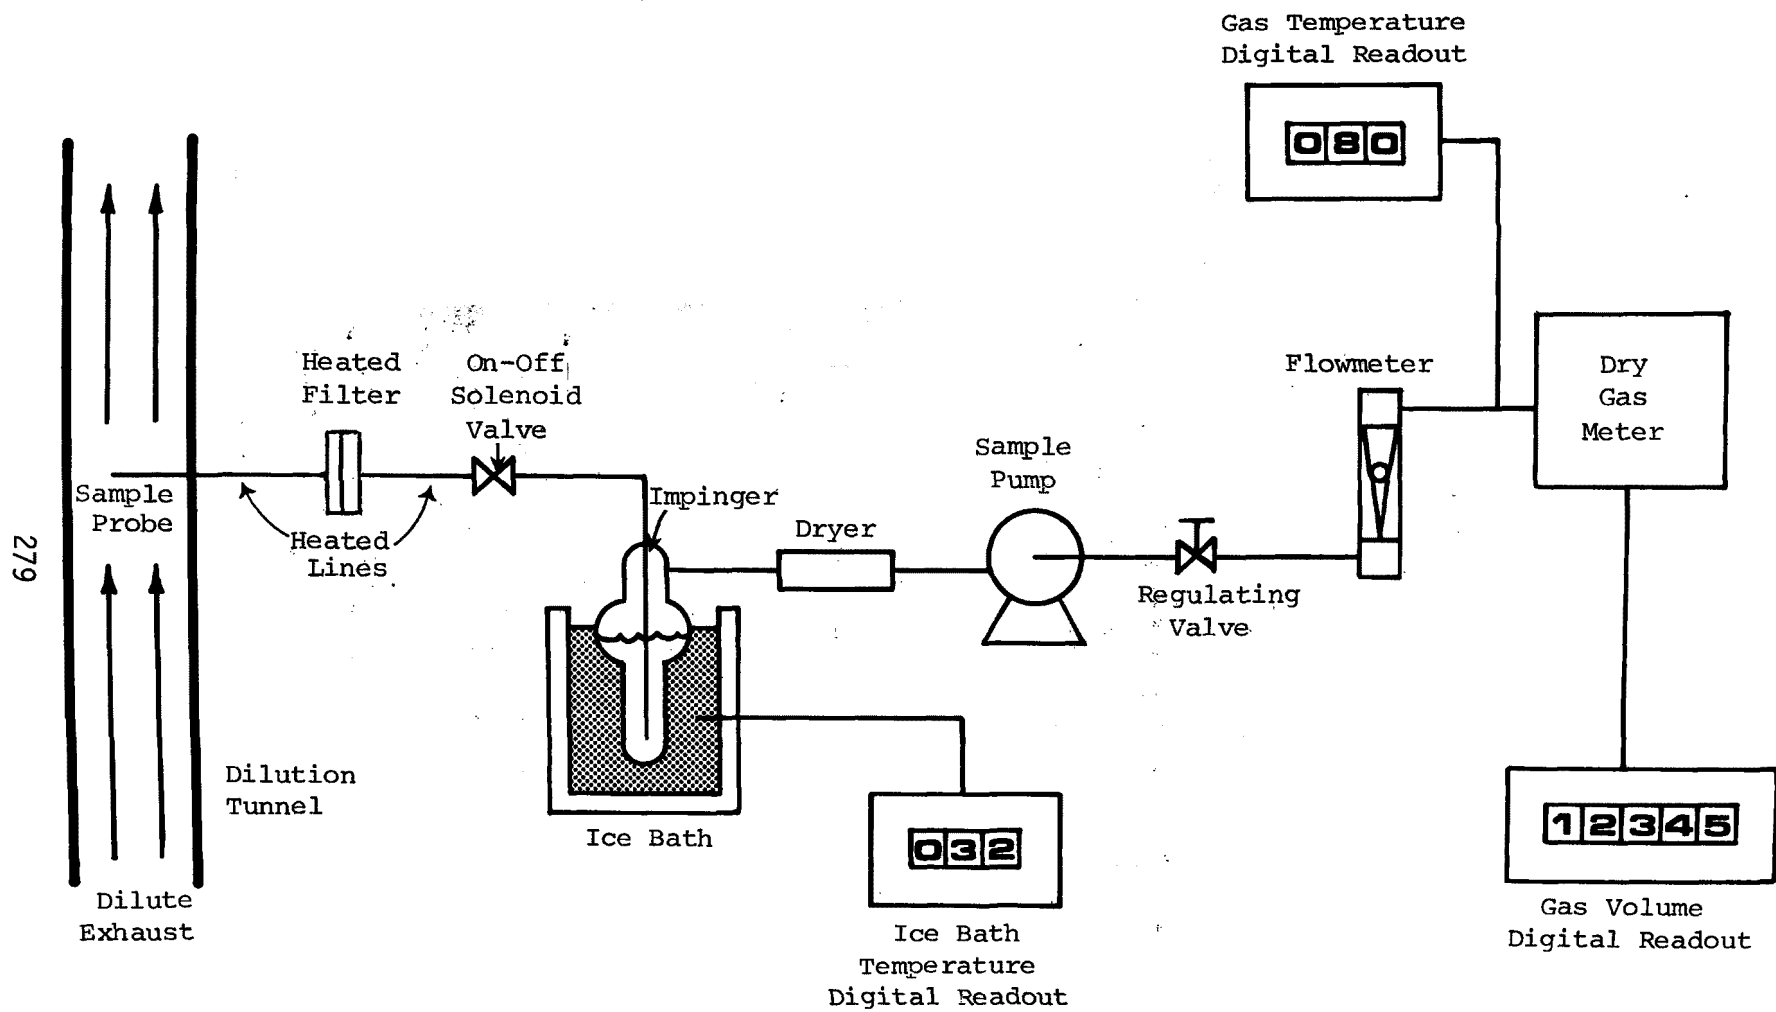 Gas Temperature
Digital Readout
080
Heated
Filter
On-Off
Solenoid
Valve
Flowmeter
Dry
Gas
Meter
Sample
Pump
Sample
Probe
Impinger
Heated
Lines
Dryer
Regulating
Valve
279
Dilution
Tunnel
Ice Bath
032
12345
Dilute
Exhaust
Ice Bath
Temperature
Digital Readout
Gas Volume
Digital Readout